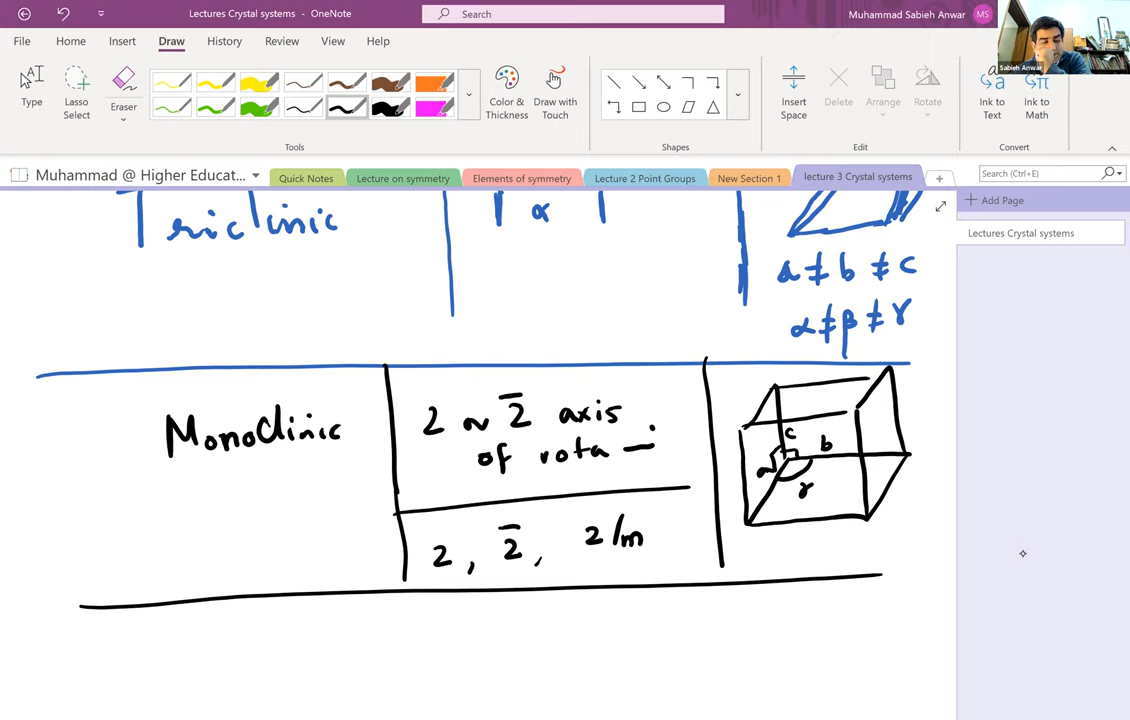 Lectures Crystal systems - OneNote
Search
Muhammad Sabieh Anwar
MS
File
Home
Insert
Draw
History
Review
View
Help
Sabieh Anwar
Type
Lasso Select
Eraser
Color & Thickness
Draw with Touch
Insert Space
Delete
Arrange
Rotate
Ink to Text
Ink to Math
Tools
Shapes
Edit
Convert
Muhammad @ Higher Educat...
Quick Notes
Lecture on symmetry
Elements of symmetry
Lecture 2 Point Groups
New Section 1
lecture 3 Crystal systems
Search (Ctrl+E)
Add Page
Lectures Crystal systems
a ≠ b ≠ c
α ≠ β ≠ γ
Monoclinic
2 or 2̅ axis
of rota
2, 2̅, 2/m
c
b
a
γ